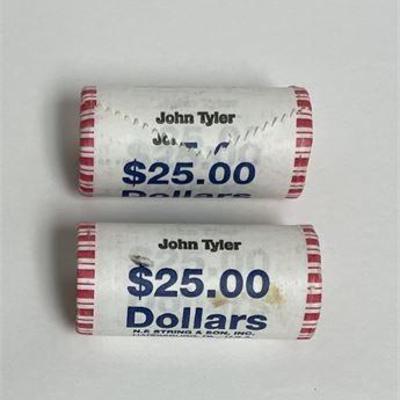 John Tyler
$25.00
Dollars
John Tyler
$25.00
Dollars
N.F. STRING & SON, INC.